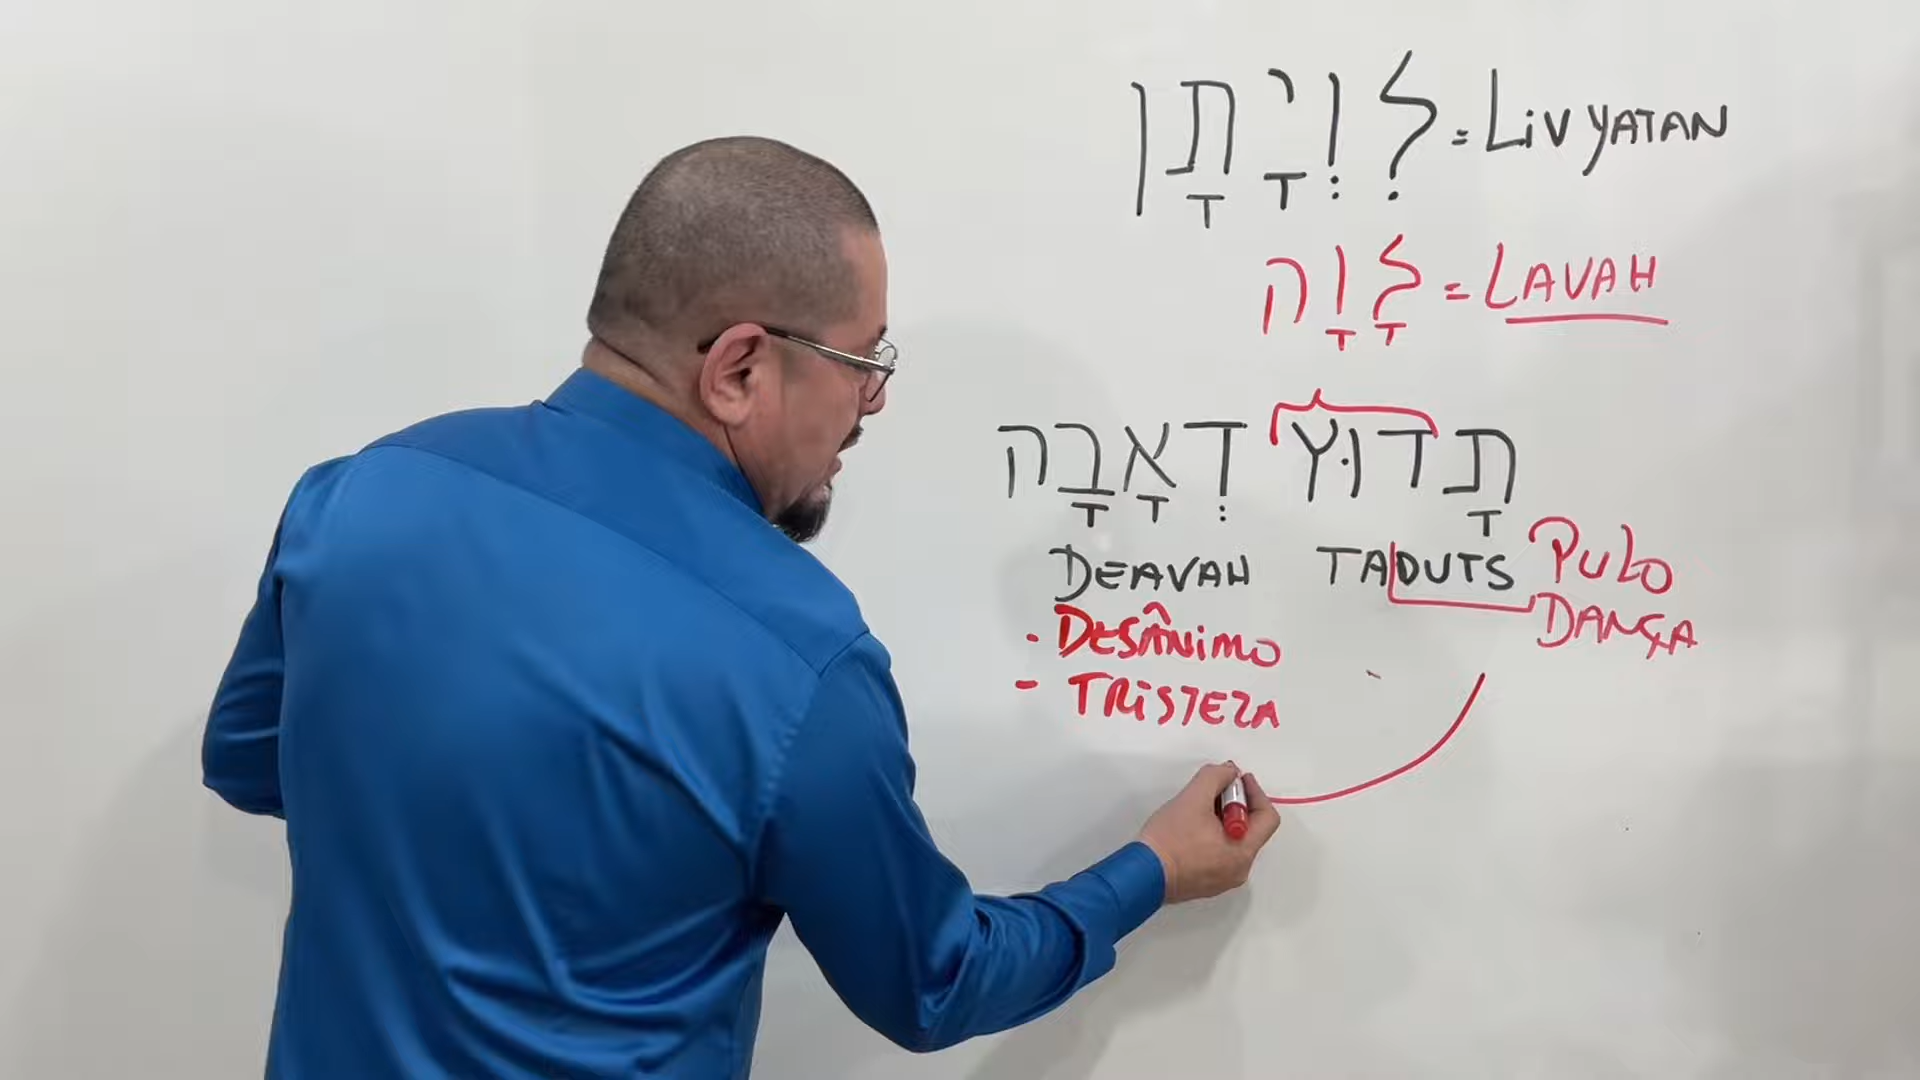 לִוְיָתָן = LivYATAN
לָוָה = LAVAH
תָדוּץ דְאָבָה
DEAVAH TADUTS PULO
DANÇA
- DESÂNiMO
- TRiSTEZA